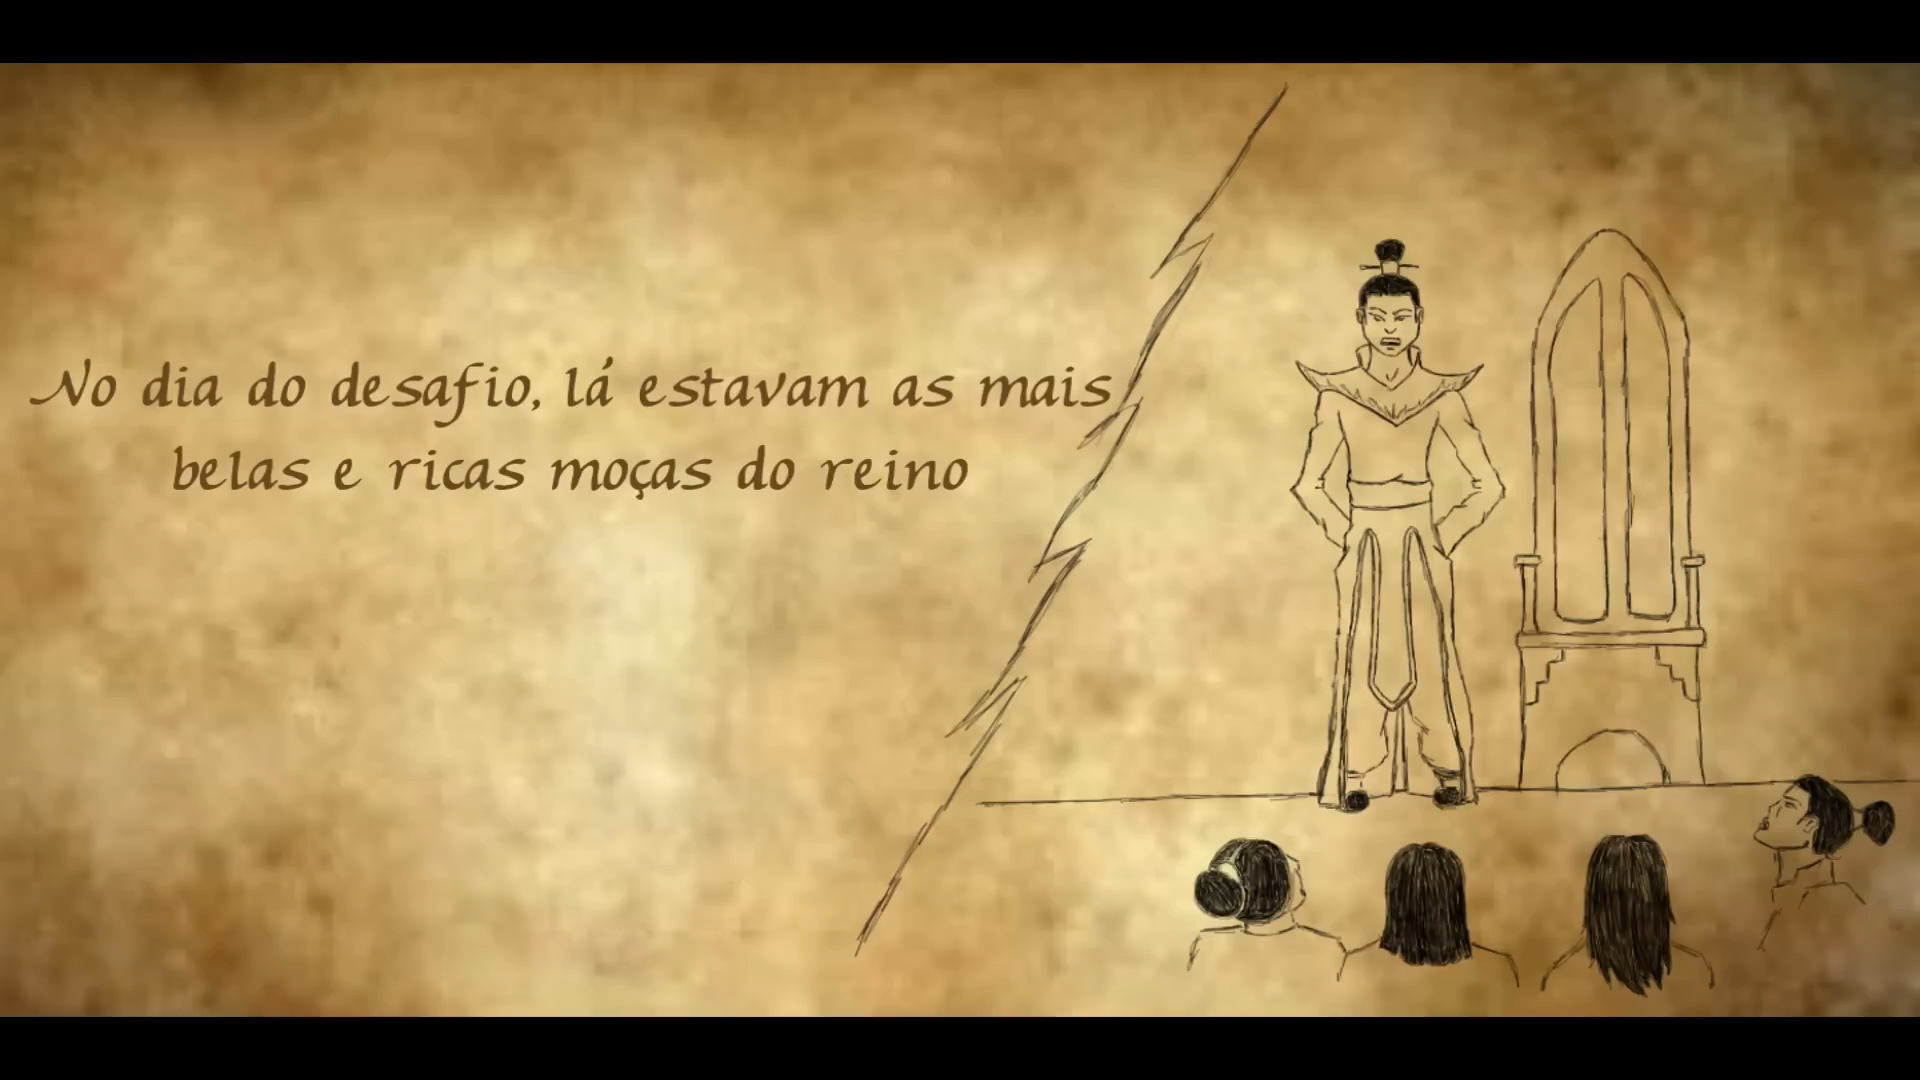 No dia do desafio, lá estavam as mais
belas e ricas moças do reino